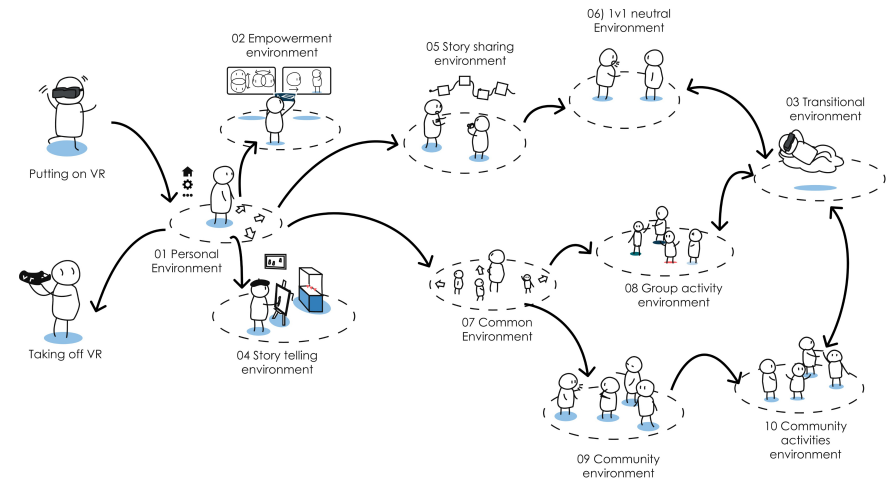 Putting on VR
Taking off VR
01 Personal
Environment
02 Empowerment
environment
04 Story telling
environment
05 Story sharing
environment
06) 1v1 neutral
Environment
03 Transitional
environment
07 Common
Environment
08 Group activity
environment
09 Community
environment
10 Community
activities
environment